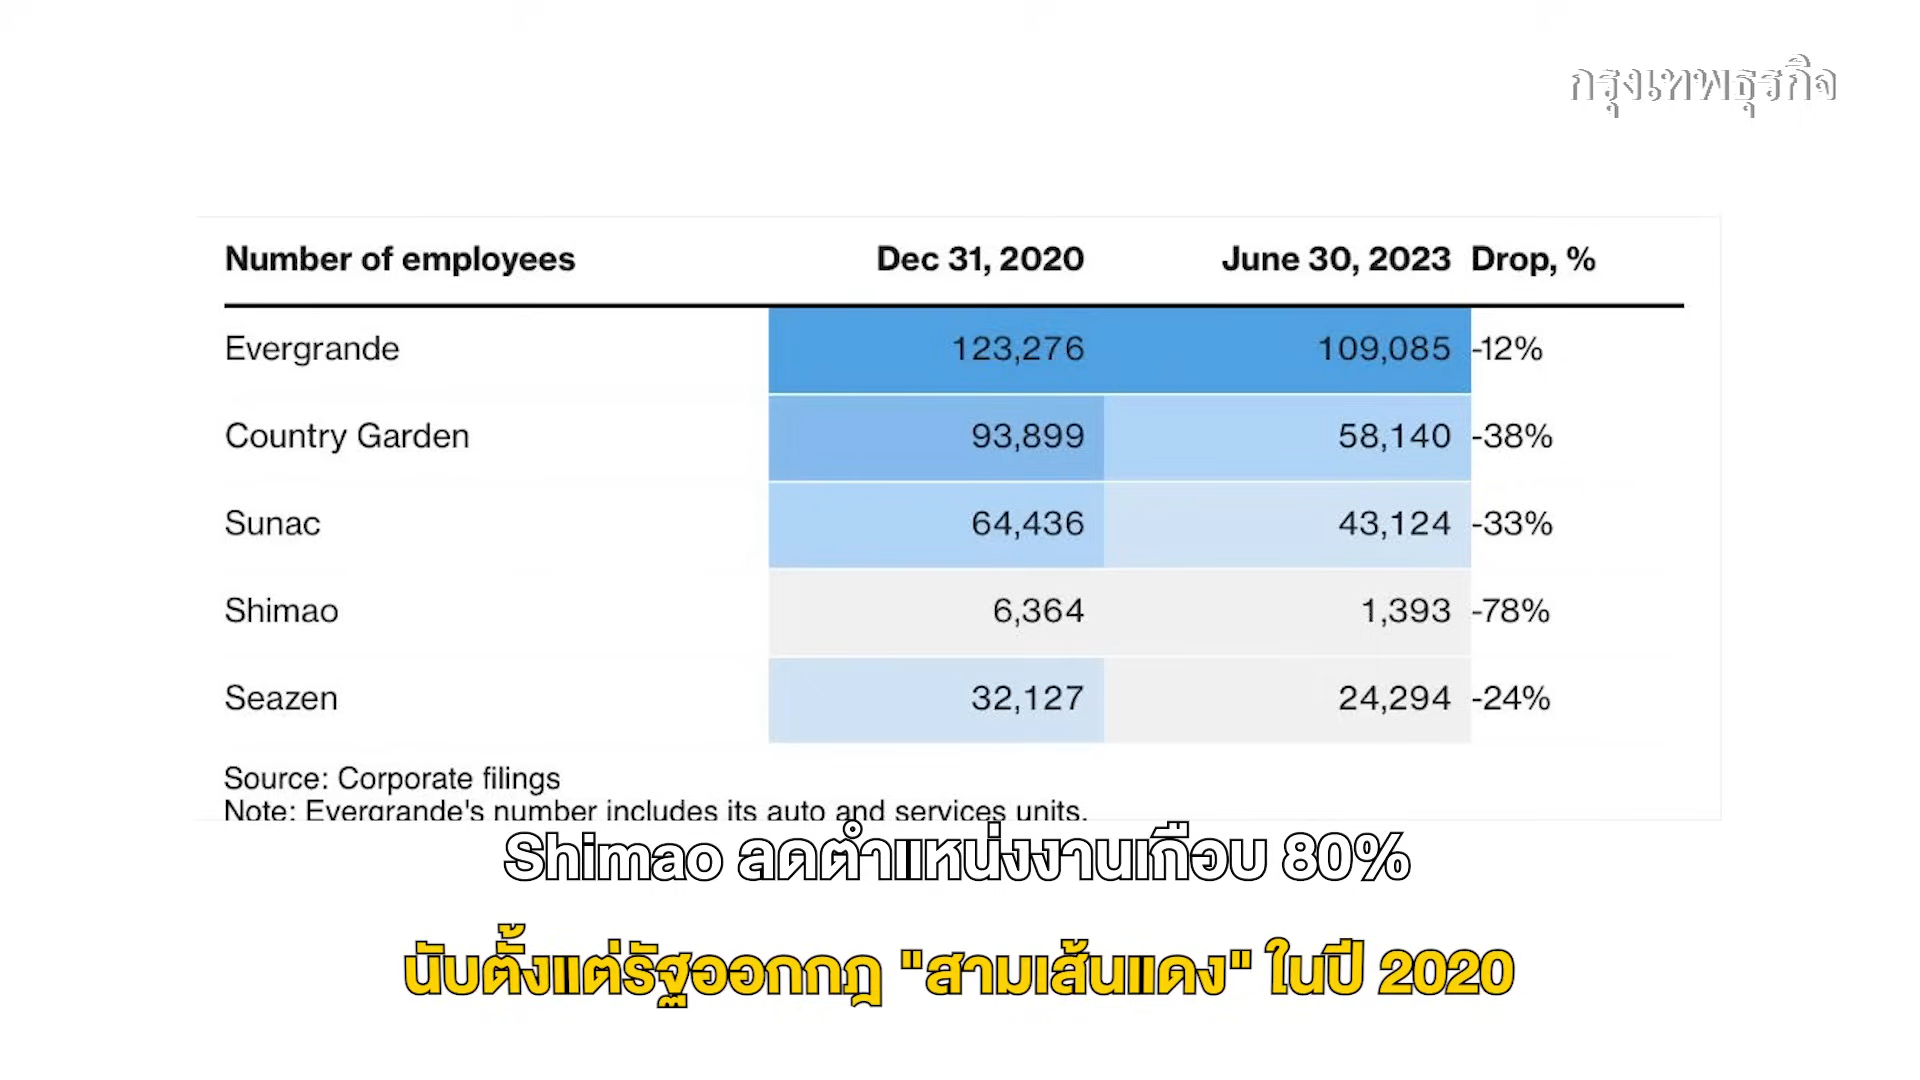 กรุงเทพธุรกิจ
Number of employees Dec 31, 2020 June 30, 2023 Drop, %
Evergrande 123,276 109,085 -12%
Country Garden 93,899 58,140 -38%
Sunac 64,436 43,124 -33%
Shimao 6,364 1,393 -78%
Seazen 32,127 24,294 -24%
Source: Corporate filings
Note: Evergrande's number includes its auto and services units.
Shimao ลดตำแหน่งงานเกือบ 80%
นับตั้งแต่รัฐออกกฎ "สามเส้นแดง" ในปี 2020